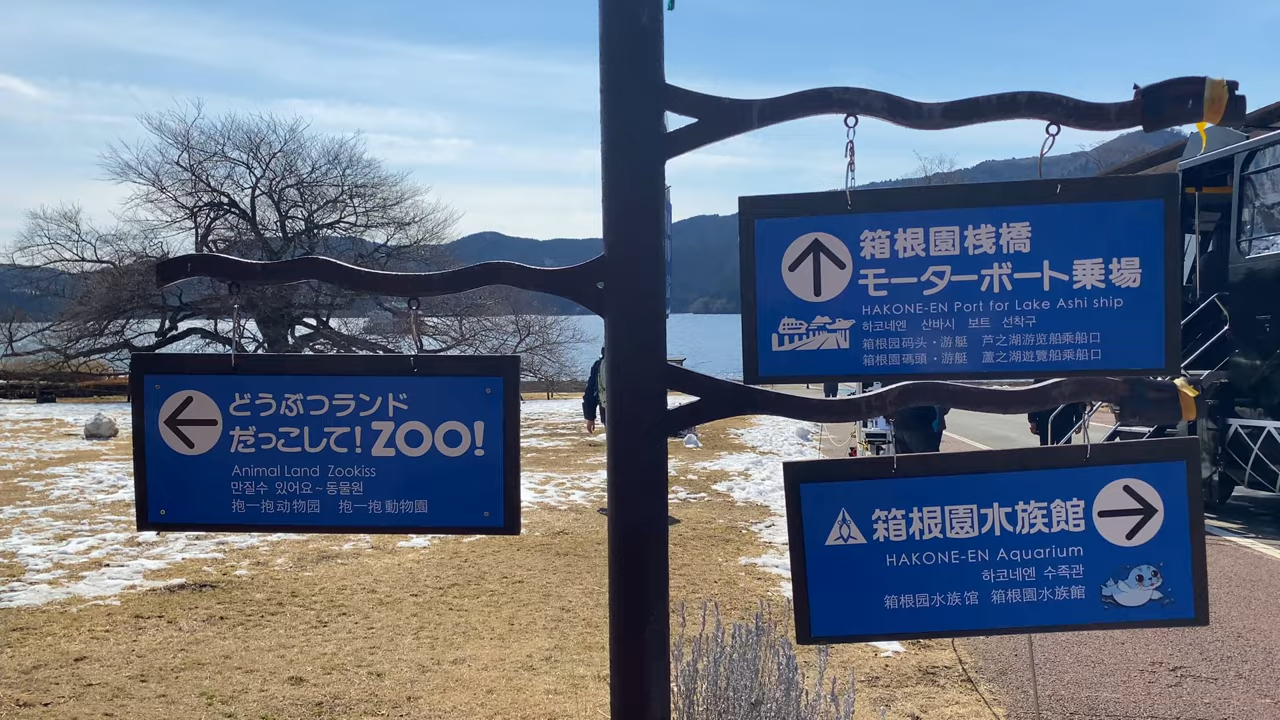 どうぶつランド
だっこして!ZOO!
Animal Land Zookiss
만질수 있어요~동물원
抱一抱动物园 抱一抱動物園
箱根園桟橋
モーターボート乗場
HAKONE-EN Port for Lake Ashi ship
하코네엔 산바시 보트 선착구
箱根园码头・游艇 芦之湖游览船乘船口
箱根園碼頭・游艇 蘆之湖遊覽船乘船口
箱根園水族館
HAKONE-EN Aquarium
하코네엔 수족관
箱根园水族馆 箱根園水族館